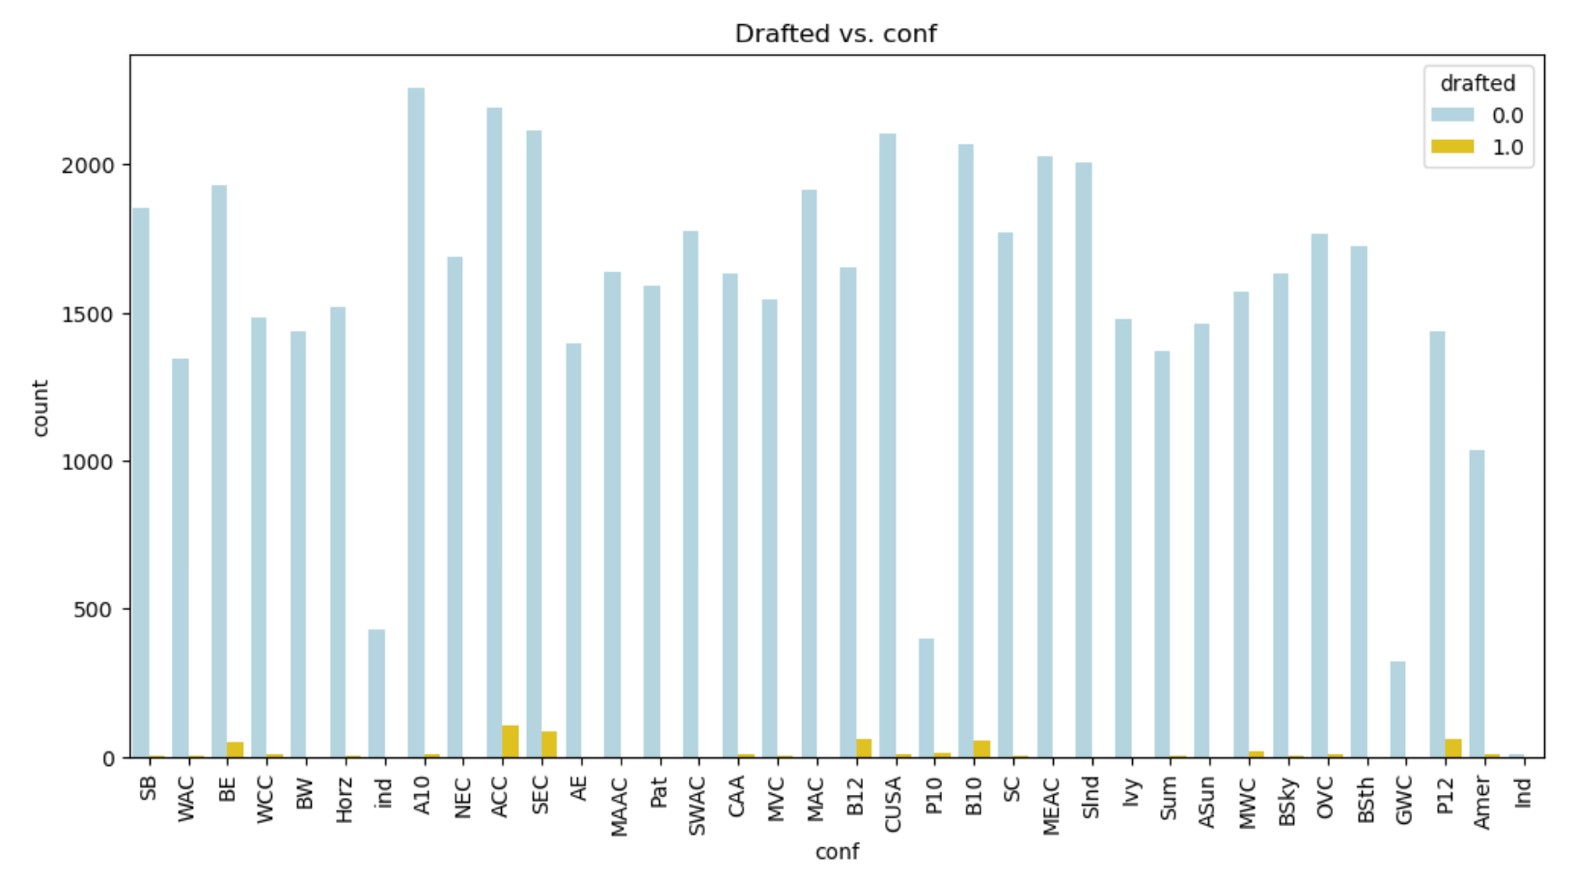 Drafted vs. conf
drafted
0.0
1.0
count
2000
1500
1000
500
0
SB
WAC
BE
WCC
BW
Horz
ind
A10
NEC
ACC
SEC
AE
MAAC
Pat
SWAC
CAA
MVC
MAC
B12
CUSA
P10
B10
SC
MEAC
Slnd
Ivy
Sum
ASun
MWC
BSky
OVC
BSth
GWC
P12
Amer
Ind
conf